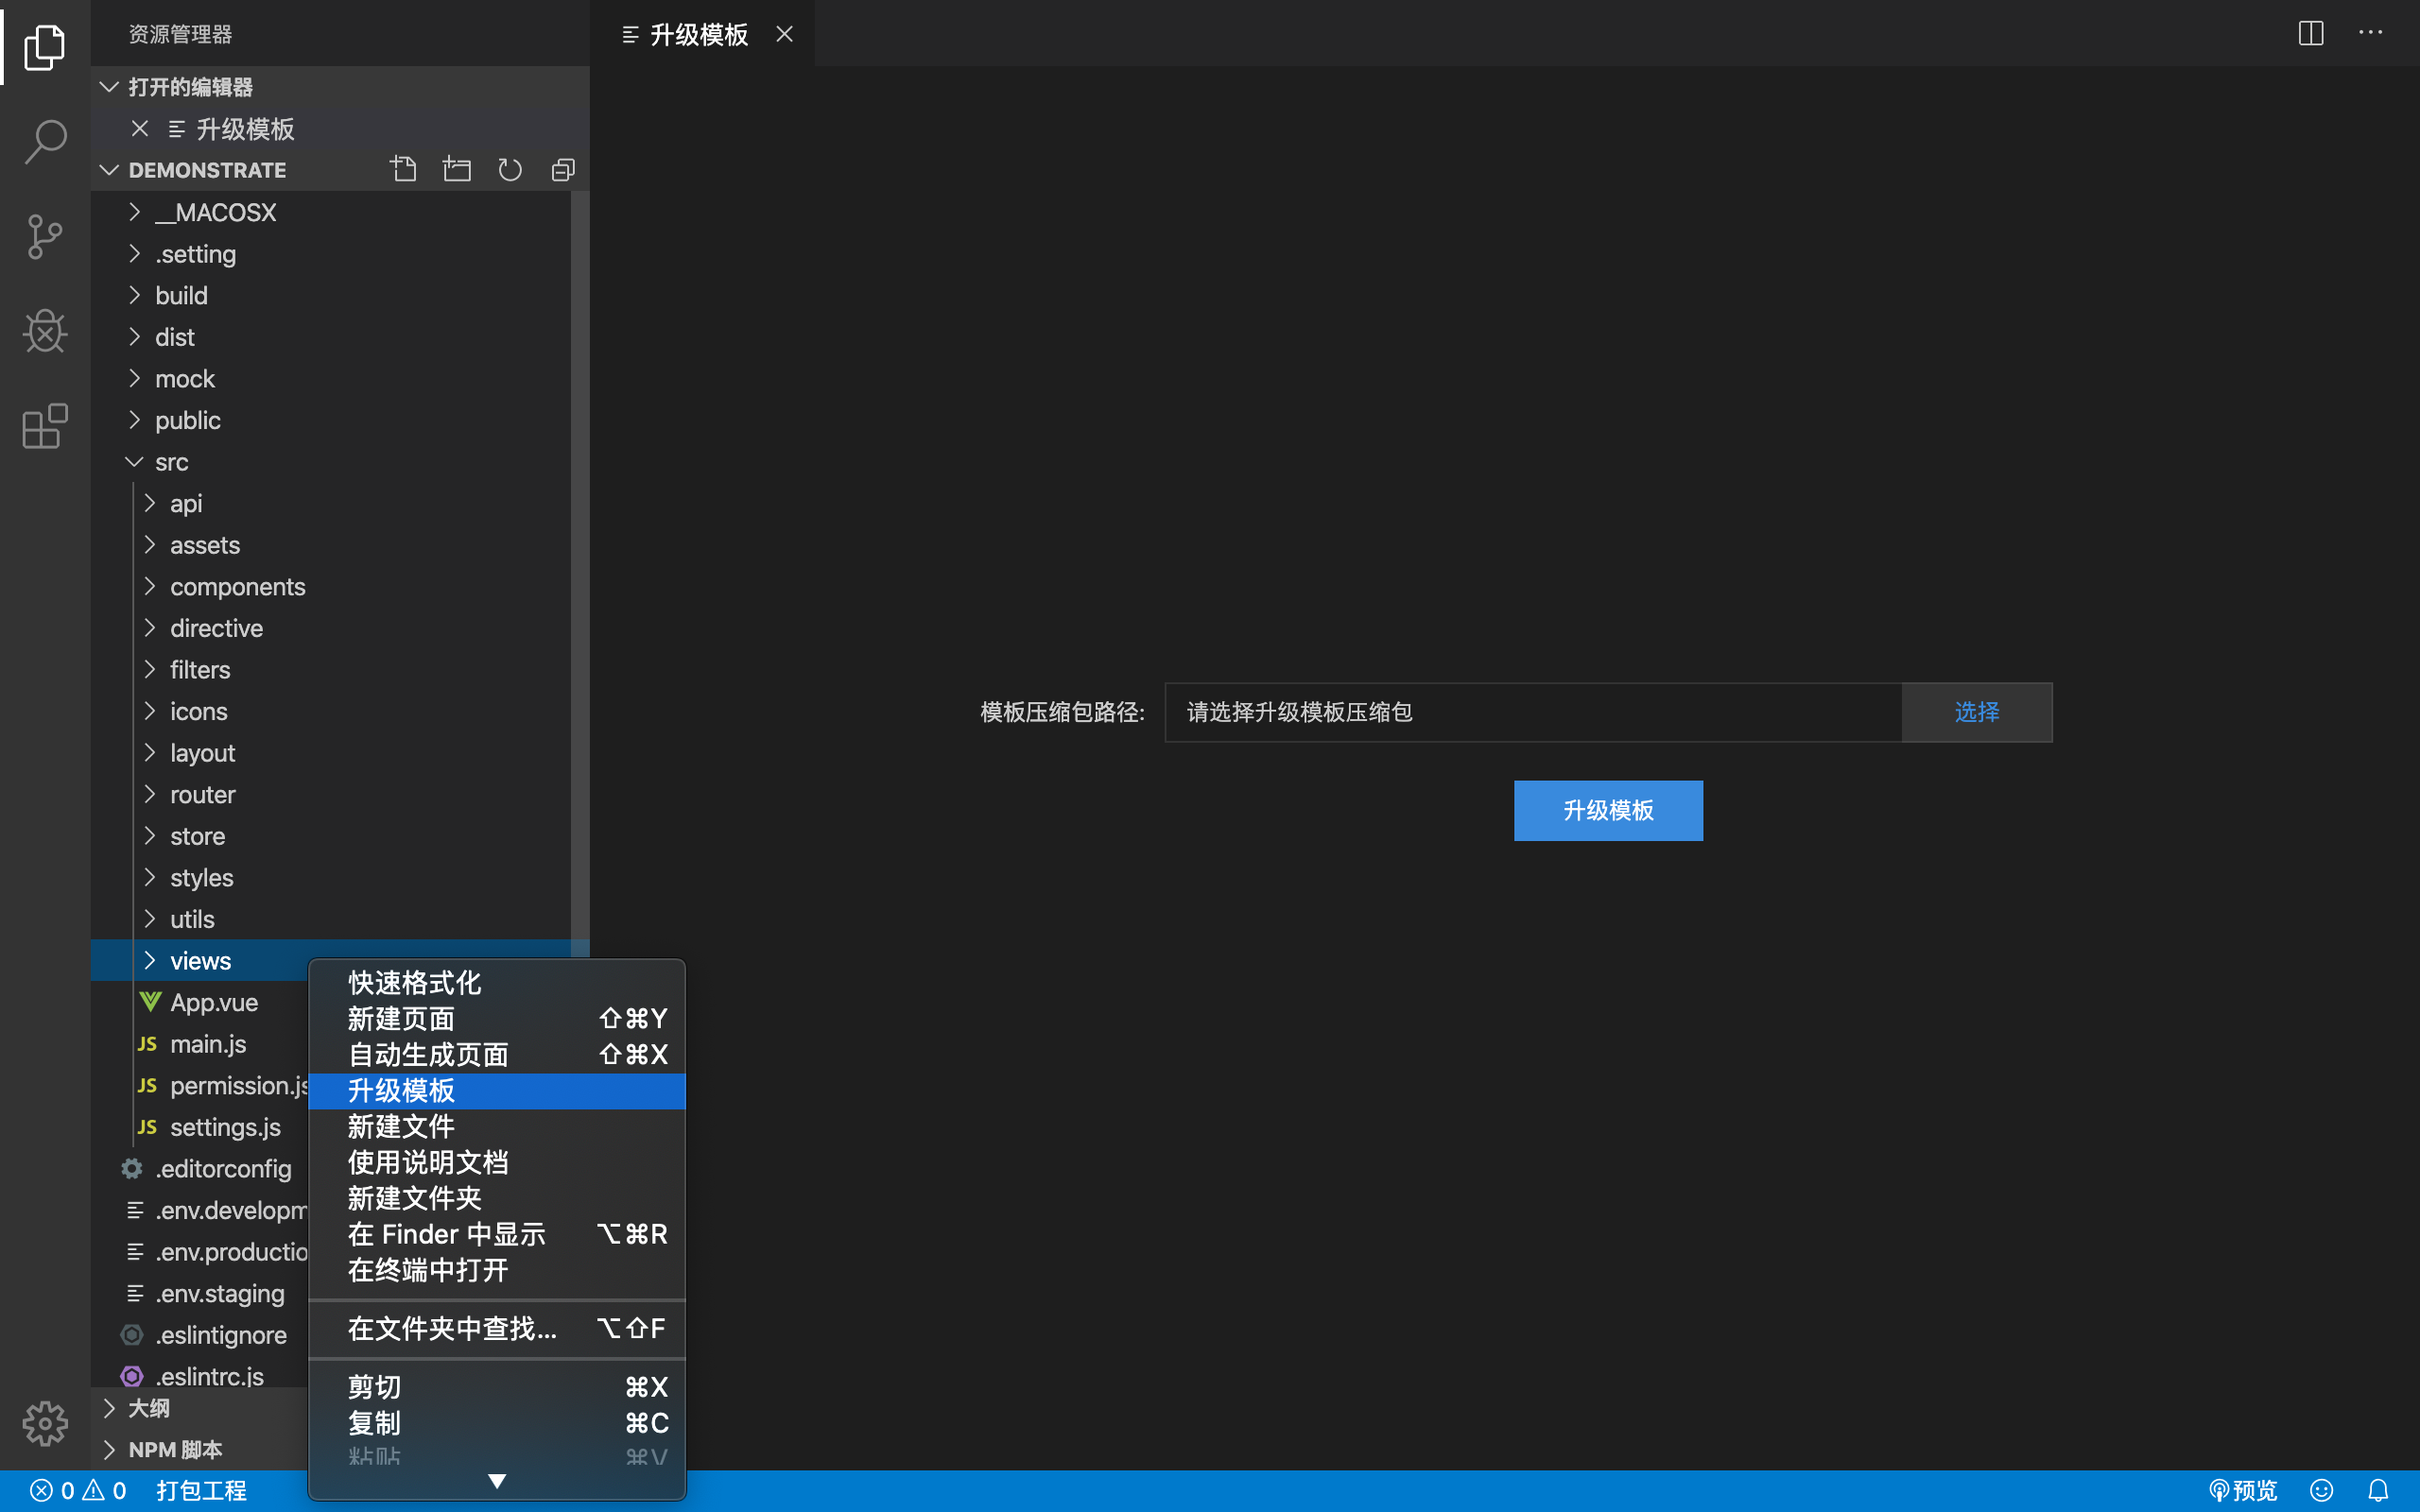 资源管理器
升级模板
打开的编辑器
升级模板
DEMONSTRATE
__MACOSX
.setting
build
dist
mock
public
src
api
assets
components
directive
filters
icons
layout
router
store
styles
utils
views
App.vue
main.js
permission.js
settings.js
.editorconfig
.env.developm
.env.productio
.env.staging
.eslintignore
.eslintrc.js
大纲
NPM 脚本
模板压缩包路径: 请选择升级模板压缩包 选择
升级模板
快速格式化
新建页面 ⇧⌘Y
自动生成页面 ⇧⌘X
升级模板
新建文件
使用说明文档
新建文件夹
在 Finder 中显示 ⌥⌘R
在终端中打开
在文件夹中查找... ⌥⇧F
剪切 ⌘X
复制 ⌘C
粘贴 ⌘V
0 0 打包工程 预览